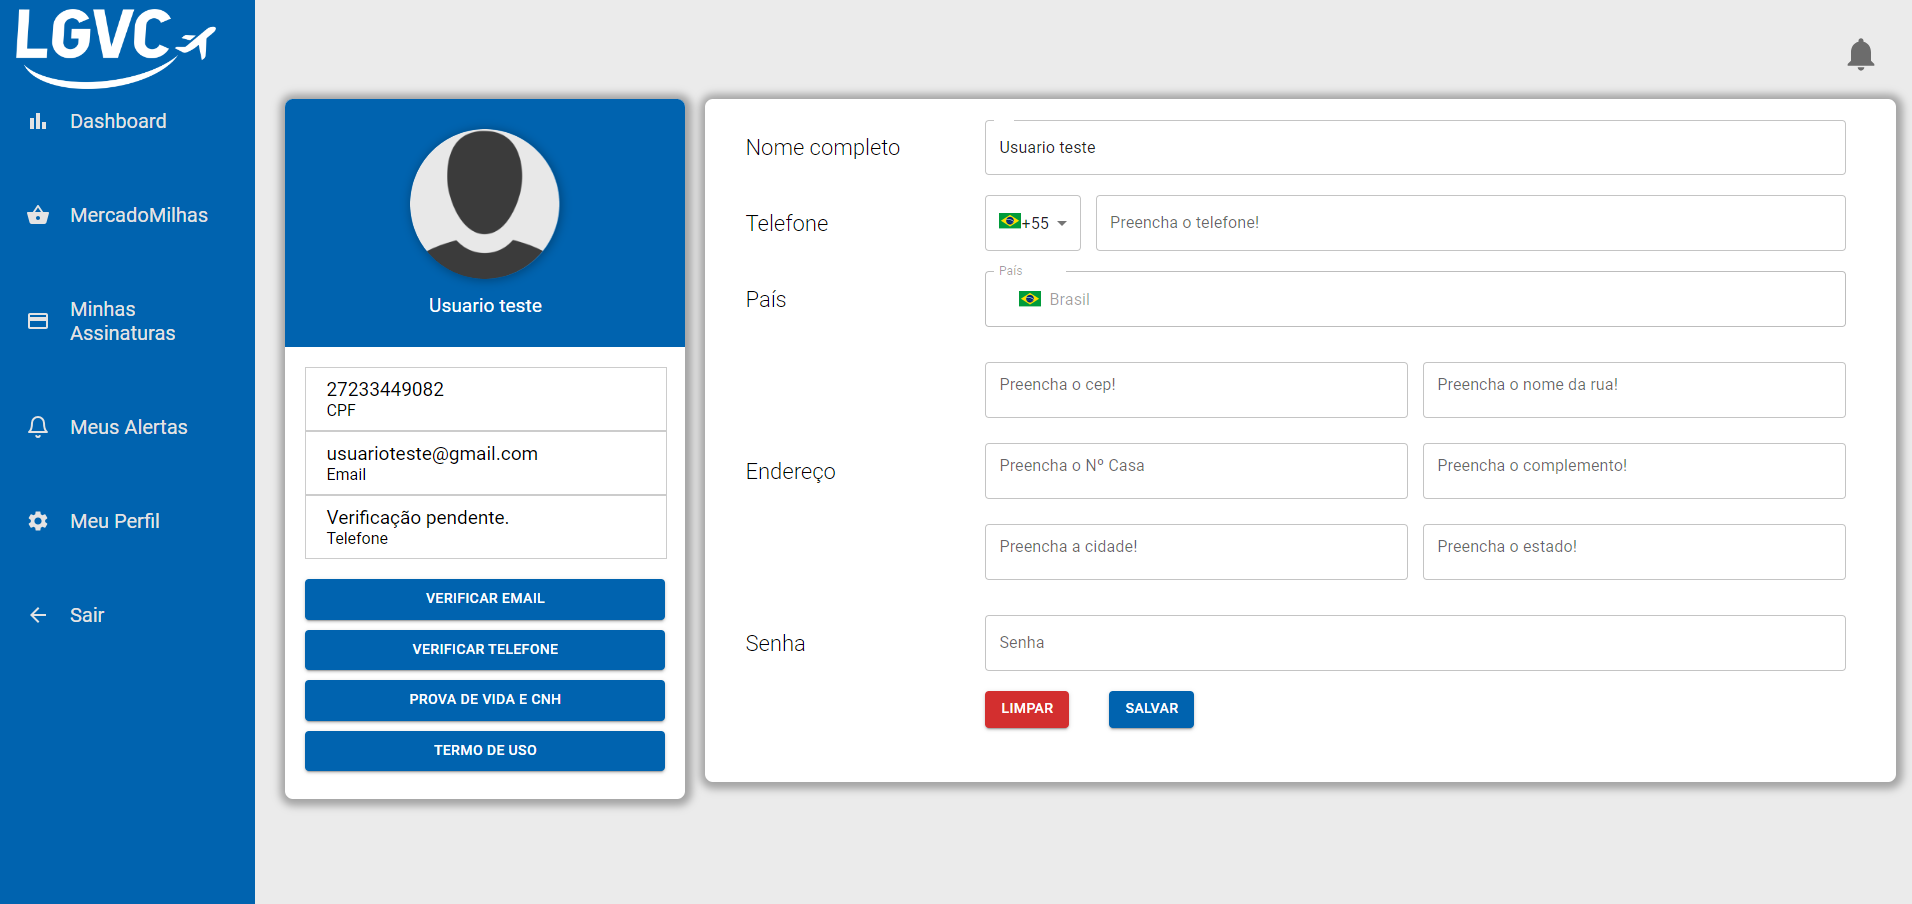 LGVC
Dashboard
MercadoMilhas
Minhas
Assinaturas
Meus Alertas
Meu Perfil
Sair
Usuario teste
27233449082
CPF
usuarioteste@gmail.com
Email
Verificação pendente.
Telefone
VERIFICAR EMAIL
VERIFICAR TELEFONE
PROVA DE VIDA E CNH
TERMO DE USO
Nome completo
Usuario teste
Telefone
+55
Preencha o telefone!
País
País
Brasil
Endereço
Preencha o cep!
Preencha o nome da rua!
Preencha o Nº Casa
Preencha o complemento!
Preencha a cidade!
Preencha o estado!
Senha
Senha
LIMPAR
SALVAR